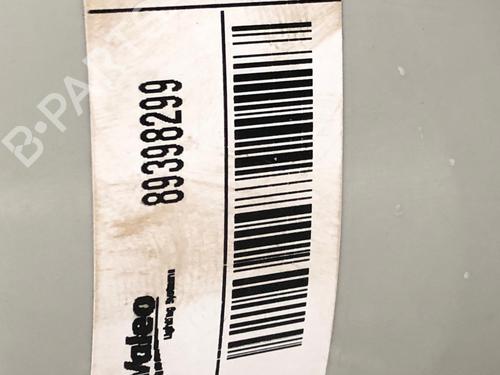 Valeo
Lighting Systems
89398299
B-PARTS